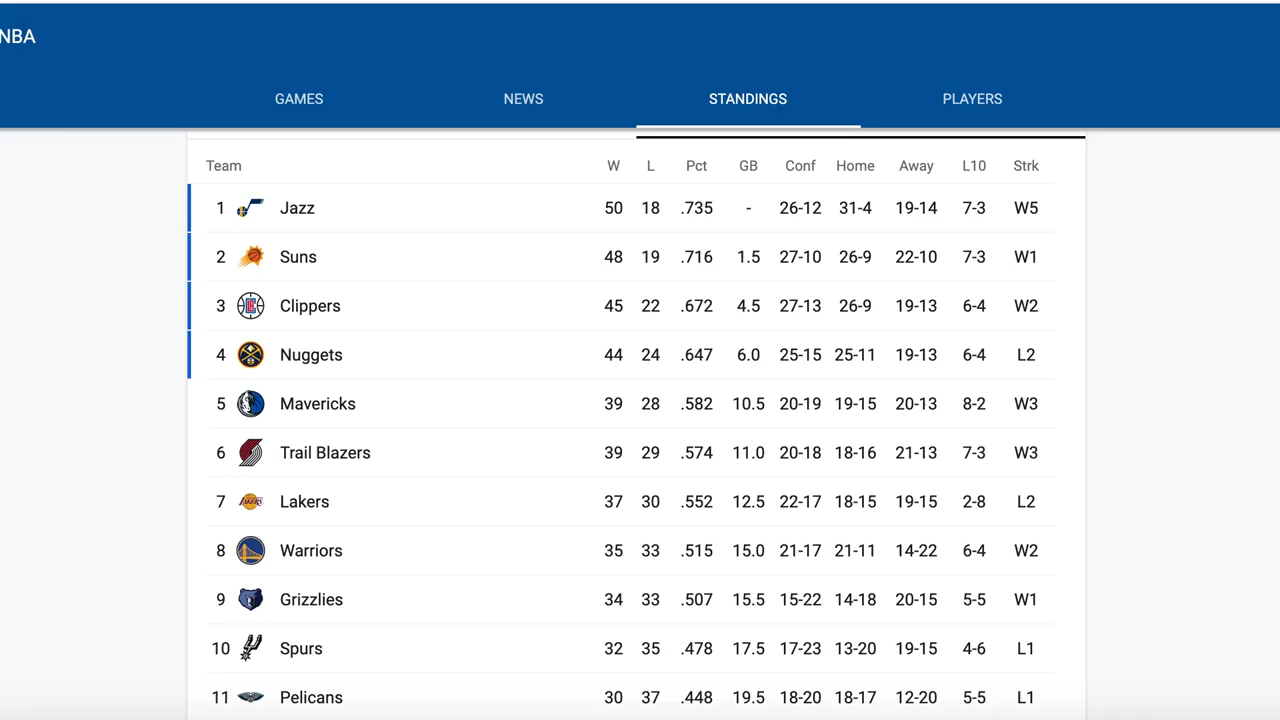 NBA
GAMES NEWS STANDINGS PLAYERS
Team W L Pct GB Conf Home Away L10 Strk
1 Jazz 50 18 .735 - 26-12 31-4 19-14 7-3 W5
2 Suns 48 19 .716 1.5 27-10 26-9 22-10 7-3 W1
3 Clippers 45 22 .672 4.5 27-13 26-9 19-13 6-4 W2
4 Nuggets 44 24 .647 6.0 25-15 25-11 19-13 6-4 L2
5 Mavericks 39 28 .582 10.5 20-19 19-15 20-13 8-2 W3
6 Trail Blazers 39 29 .574 11.0 20-18 18-16 21-13 7-3 W3
7 Lakers 37 30 .552 12.5 22-17 18-15 19-15 2-8 L2
8 Warriors 35 33 .515 15.0 21-17 21-11 14-22 6-4 W2
9 Grizzlies 34 33 .507 15.5 15-22 14-18 20-15 5-5 W1
10 Spurs 32 35 .478 17.5 17-23 13-20 19-15 4-6 L1
11 Pelicans 30 37 .448 19.5 18-20 18-17 12-20 5-5 L1